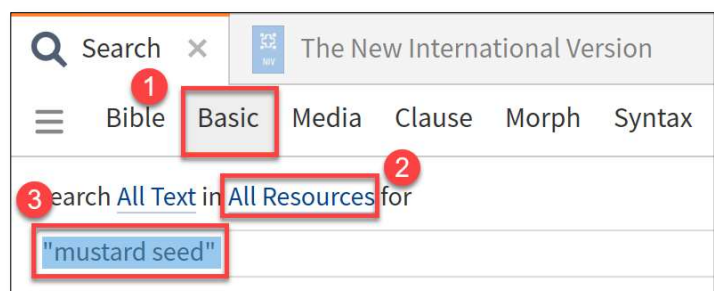 Search × NIV The New International Version
1
Bible Basic Media Clause Morph Syntax
2
3 earch All Text in All Resources for
"mustard seed"